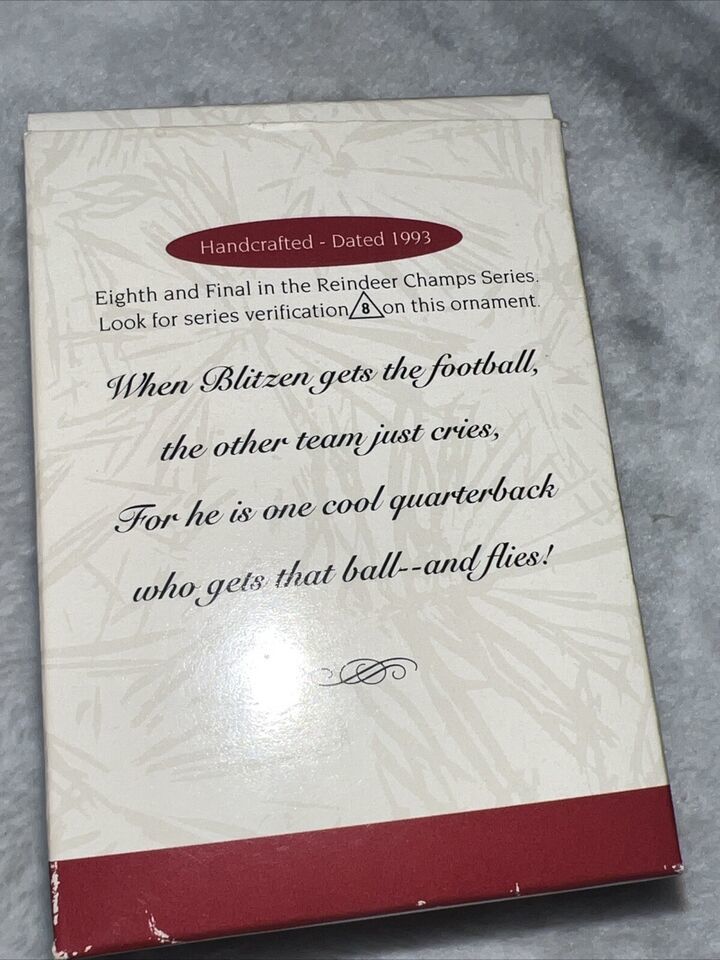 Handcrafted - Dated 1993
Eighth and Final in the Reindeer Champs Series.
Look for series verification 8 on this ornament.
When Blitzen gets the football,
the other team just cries,
For he is one cool quarterback
who gets that ball--and flies!